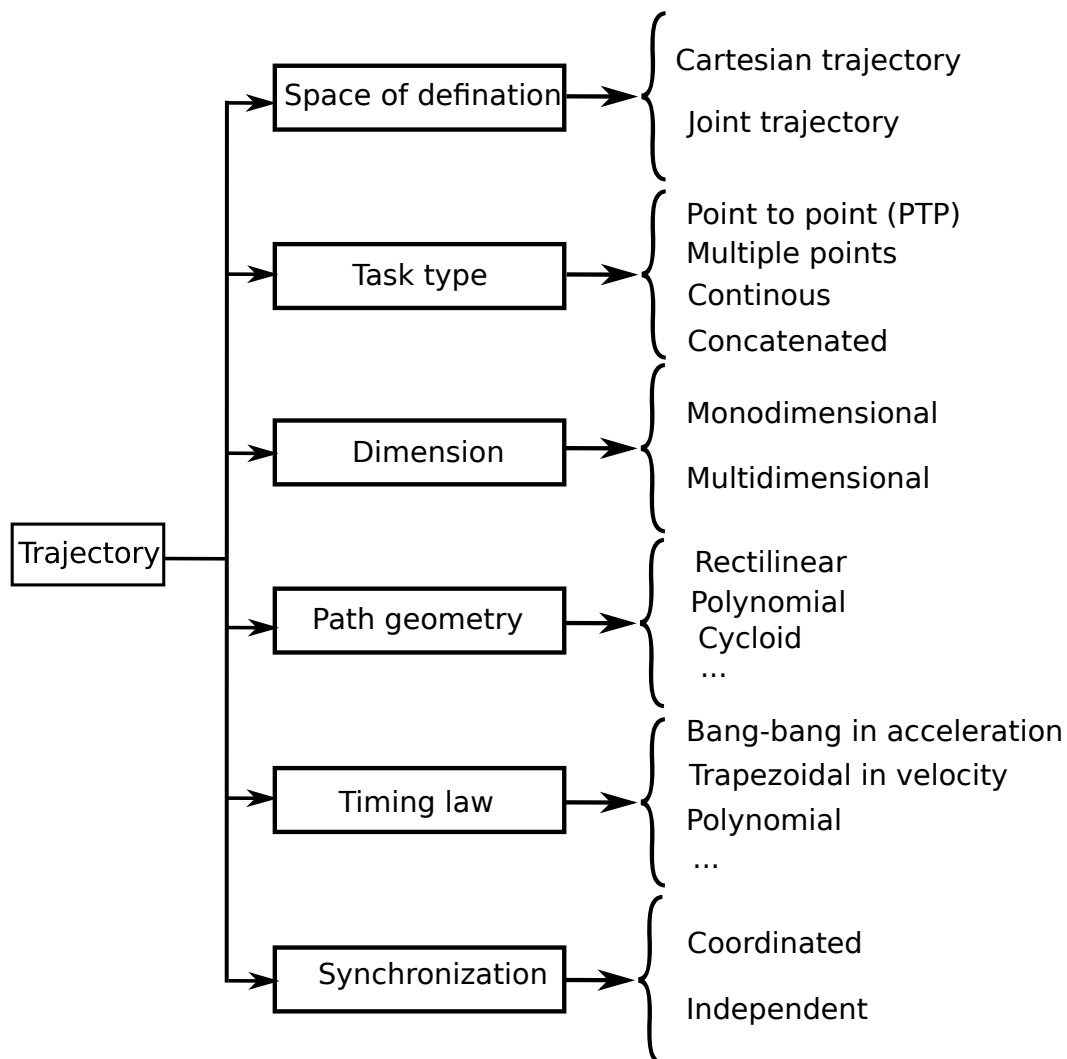 Trajectory
Space of defination
Cartesian trajectory
Joint trajectory
Task type
Point to point (PTP)
Multiple points
Continous
Concatenated
Dimension
Monodimensional
Multidimensional
Path geometry
Rectilinear
Polynomial
Cycloid
...
Timing law
Bang-bang in acceleration
Trapezoidal in velocity
Polynomial
...
Synchronization
Coordinated
Independent